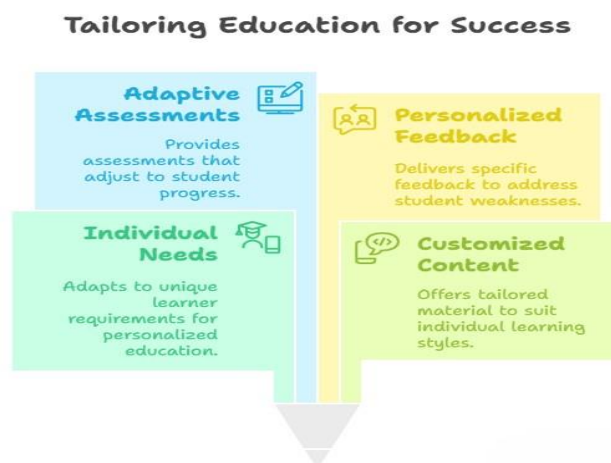 Tailoring Education for Success
Adaptive
Assessments
Provides
assessments that
adjust to student
progress.
Personalized
Feedback
Delivers specific
feedback to address
student weaknesses.
Individual
Needs
Adapts to unique
learner
requirements for
personalized
education.
Customized
Content
Offers tailored
material to suit
individual learning
styles.